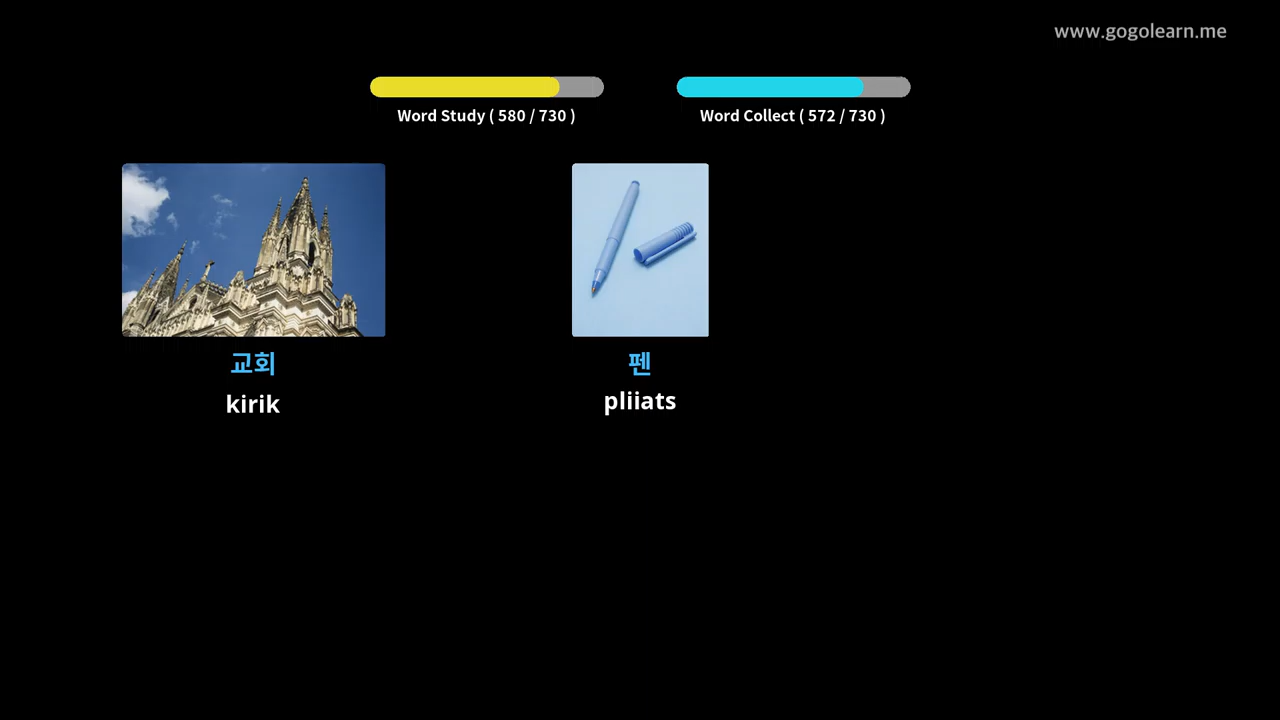 www.gogolearn.me
Word Study ( 580 / 730 )
Word Collect ( 572 / 730 )
교회
kirik
펜
pliiats